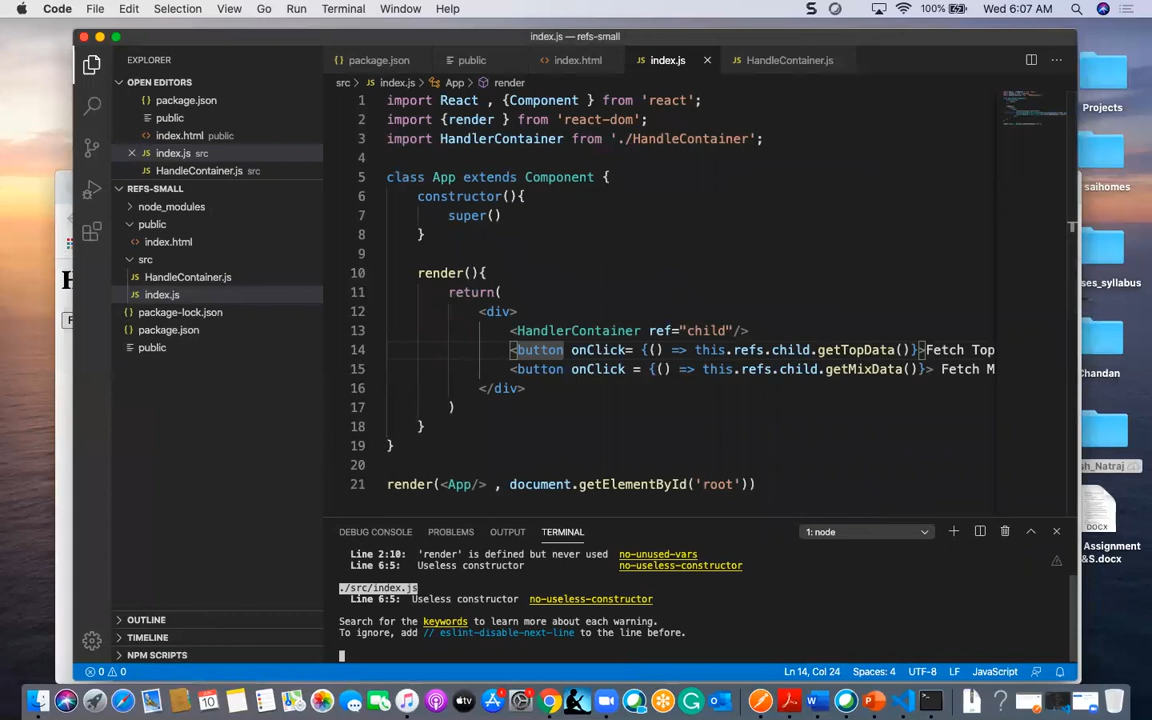 Code File Edit Selection View Go Run Terminal Window Help
100% Wed 6:07 AM
index.js — refs-small
EXPLORER
OPEN EDITORS
package.json
public
index.html public
index.js src
HandleContainer.js src
REFS-SMALL
node_modules
public
index.html
src
HandleContainer.js
index.js
package-lock.json
package.json
public
OUTLINE
TIMELINE
NPM SCRIPTS
package.json public index.html index.js HandleContainer.js
src > index.js > App > render
1 import React , {Component } from 'react';
2 import {render } from 'react-dom';
3 import HandlerContainer from './HandleContainer';
4
5 class App extends Component {
6 constructor(){
7 super()
8 }
9
10 render(){
11 return(
12 <div>
13 <HandlerContainer ref="child"/>
14 <button onClick= {() => this.refs.child.getTopData()}>Fetch Top
15 <button onClick = {() => this.refs.child.getMixData()}> Fetch M
16 </div>
17 )
18 }
19 }
20
21 render(<App/> , document.getElementById('root'))
DEBUG CONSOLE PROBLEMS OUTPUT TERMINAL 1: node
Line 2:10: 'render' is defined but never used no-unused-vars
Line 6:5: Useless constructor no-useless-constructor
./src/index.js
Line 6:5: Useless constructor no-useless-constructor
Search for the keywords to learn more about each warning.
To ignore, add // eslint-disable-next-line to the line before.
0 0 Ln 14, Col 24 Spaces: 4 UTF-8 LF JavaScript
Projects
saihomes
ses_syllabus
Chandan
sh_Natraj
DOCX
Assignment
&S.docx